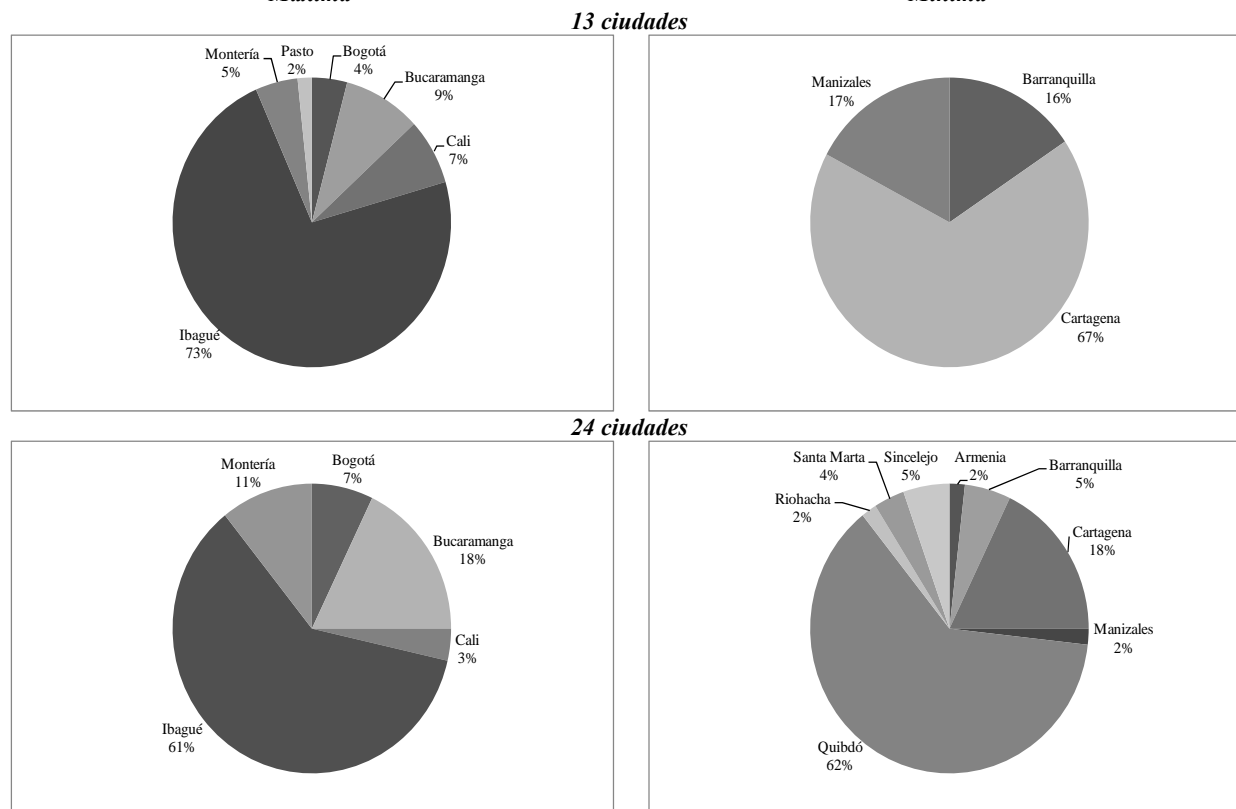 13 ciudades
Montería
5%
Pasto
2%
Bogotá
4%
Bucaramanga
9%
Cali
7%
Ibagué
73%
Manizales
17%
Barranquilla
16%
Cartagena
67%
24 ciudades
Montería
11%
Bogotá
7%
Bucaramanga
18%
Cali
3%
Ibagué
61%
Santa Marta
4%
Sincelejo
5%
Armenia
2%
Barranquilla
5%
Riohacha
2%
Cartagena
18%
Manizales
2%
Quibdó
62%